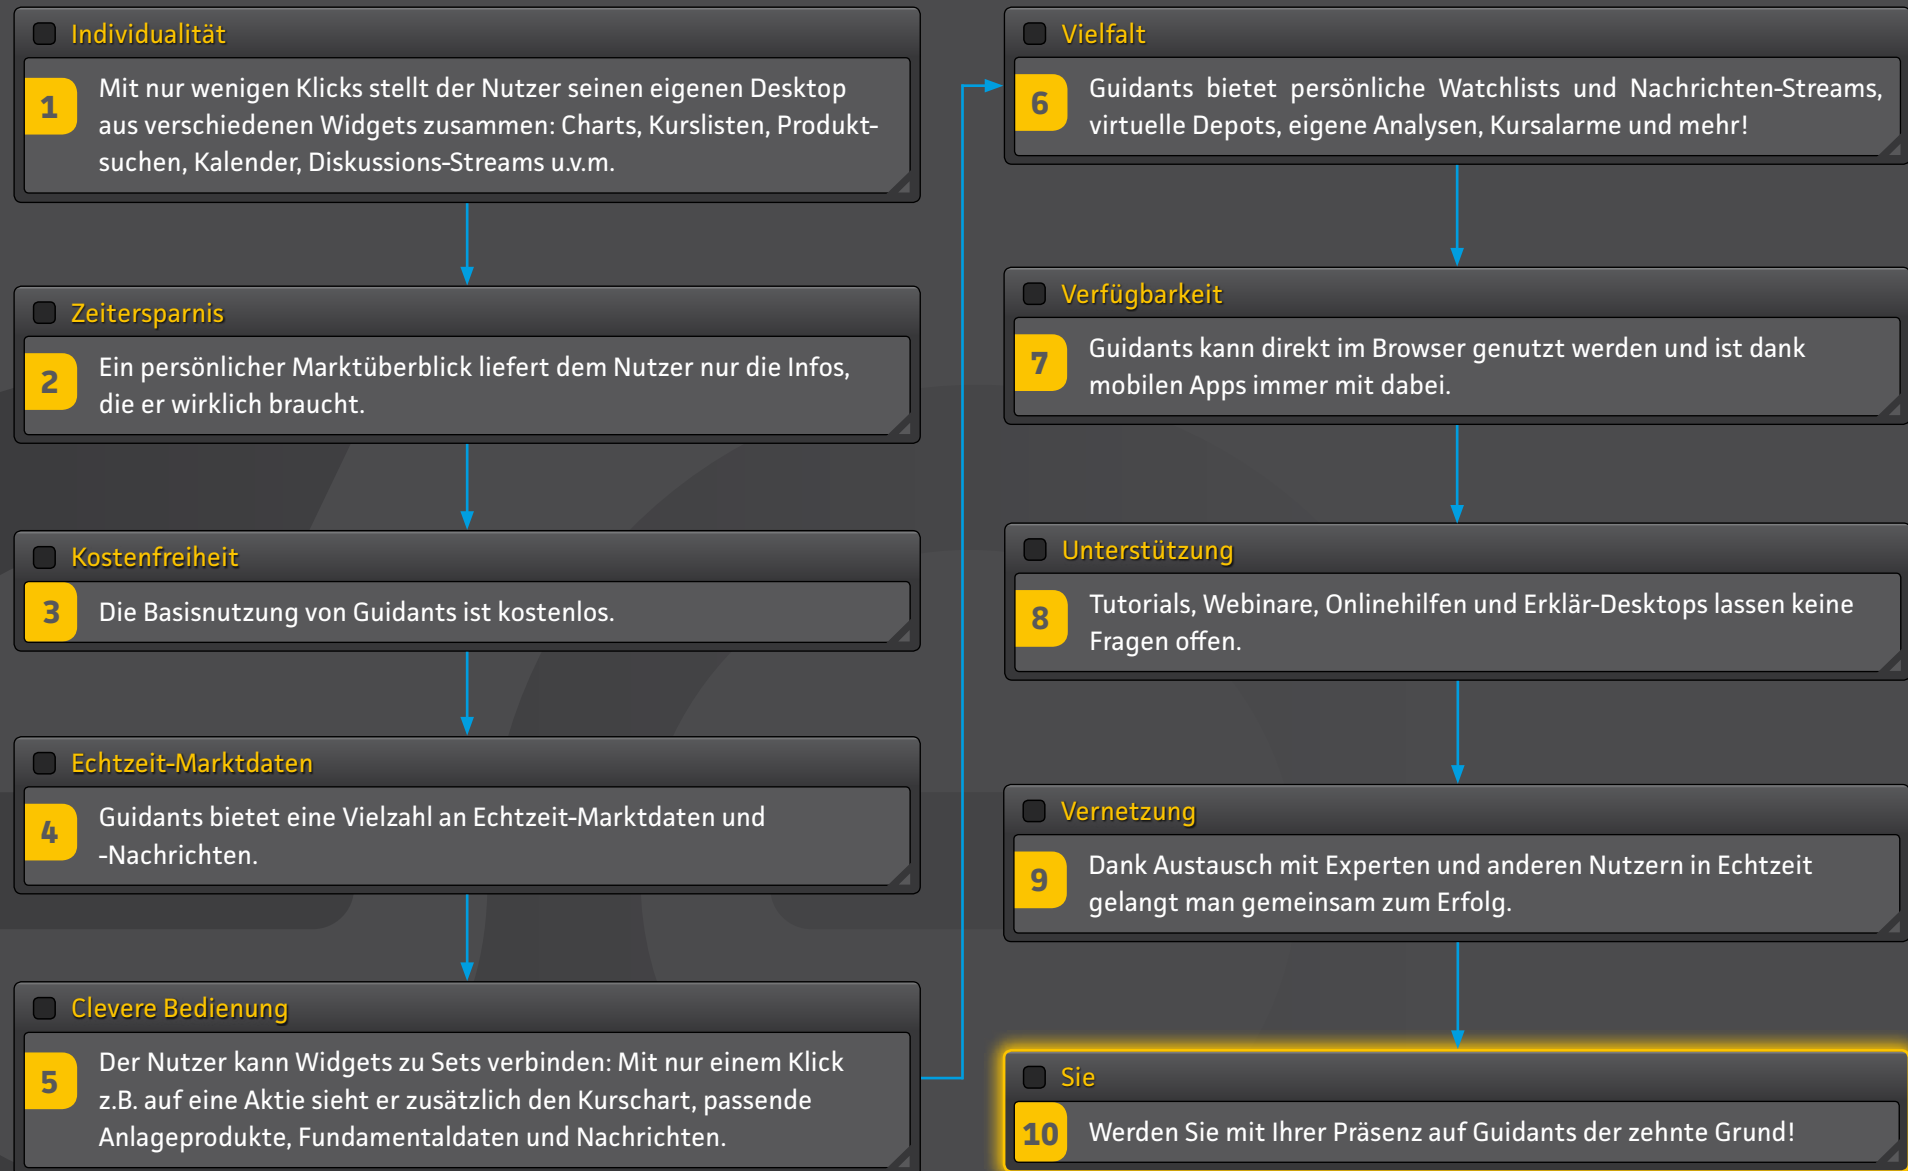 Individualität
1
Mit nur wenigen Klicks stellt der Nutzer seinen eigenen Desktop
aus verschiedenen Widgets zusammen: Charts, Kurslisten, Produkt-
suchen, Kalender, Diskussions-Streams u.v.m.
Zeitersparnis
2
Ein persönlicher Marktüberblick liefert dem Nutzer nur die Infos,
die er wirklich braucht.
Kostenfreiheit
3
Die Basisnutzung von Guidants ist kostenlos.
Echtzeit-Marktdaten
4
Guidants bietet eine Vielzahl an Echtzeit-Marktdaten und
-Nachrichten.
Clevere Bedienung
5
Der Nutzer kann Widgets zu Sets verbinden: Mit nur einem Klick
z.B. auf eine Aktie sieht er zusätzlich den Kurschart, passende
Anlageprodukte, Fundamentaldaten und Nachrichten.
Vielfalt
6
Guidants bietet persönliche Watchlists und Nachrichten-Streams,
virtuelle Depots, eigene Analysen, Kursalarme und mehr!
Verfügbarkeit
7
Guidants kann direkt im Browser genutzt werden und ist dank
mobilen Apps immer mit dabei.
Unterstützung
8
Tutorials, Webinare, Onlinehilfen und Erklär-Desktops lassen keine
Fragen offen.
Vernetzung
9
Dank Austausch mit Experten und anderen Nutzern in Echtzeit
gelangt man gemeinsam zum Erfolg.
Sie
10
Werden Sie mit Ihrer Präsenz auf Guidants der zehnte Grund!